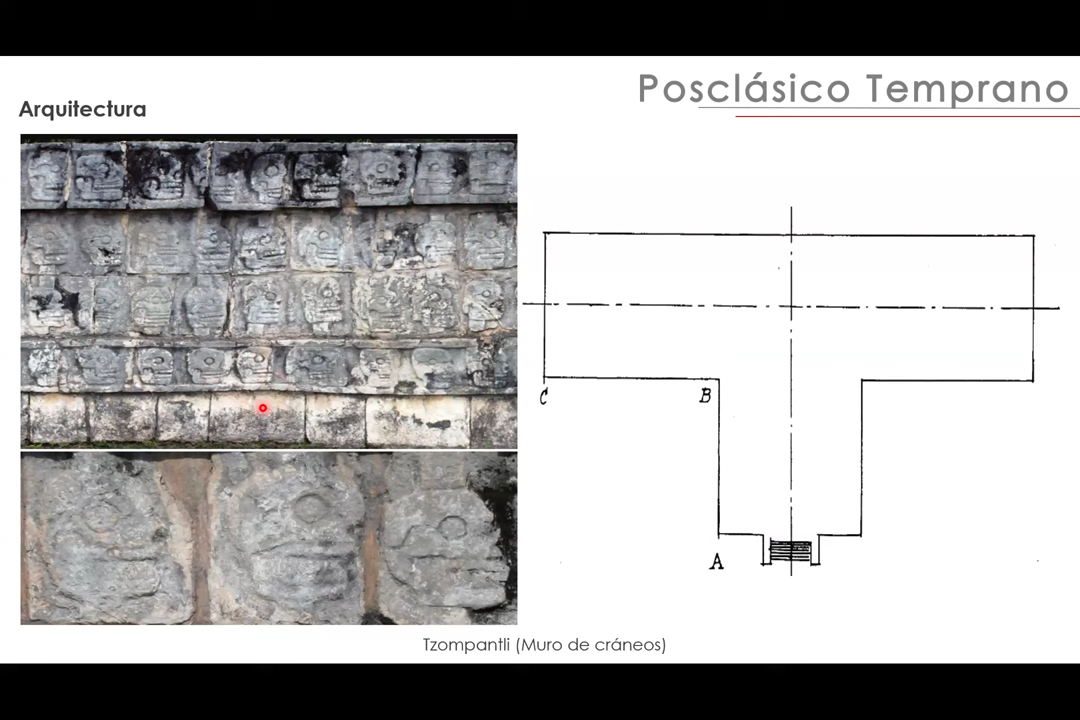 Posclásico Temprano
Arquitectura
C
B
A
Tzompantli (Muro de cráneos)